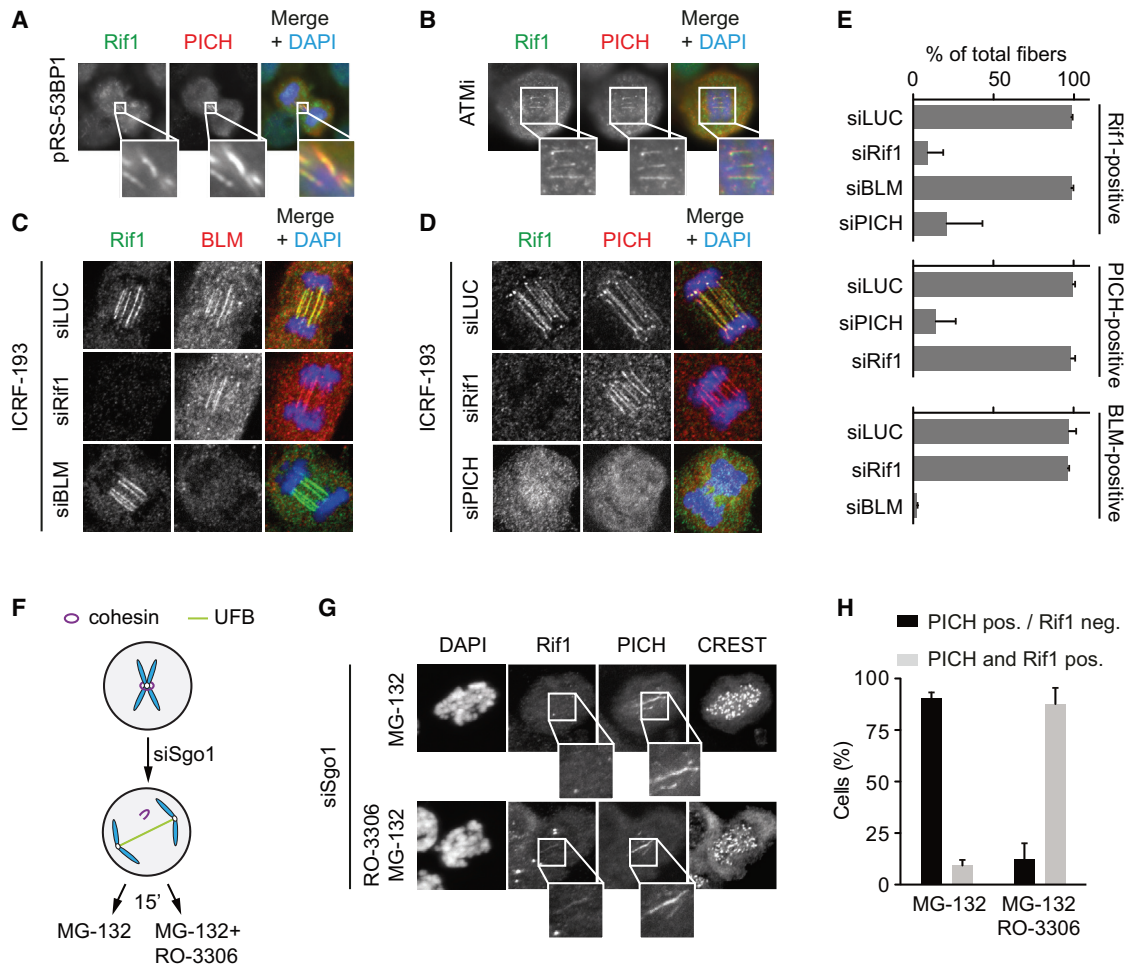 A
Rif1 PICH Merge + DAPI
pRS-53BP1
B
Rif1 PICH Merge + DAPI
ATMi
C
Rif1 BLM Merge + DAPI
ICRF-193
siLUC
siRif1
siBLM
D
Rif1 PICH Merge + DAPI
ICRF-193
siLUC
siRif1
siPICH
E
% of total fibers
0 50 100
siLUC
siRif1
siBLM
siPICH
Rif1-positive
siLUC
siPICH
siRif1
PICH-positive
siLUC
siRif1
siBLM
BLM-positive
F
cohesin UFB
siSgo1
15'
MG-132 MG-132+
RO-3306
G
DAPI Rif1 PICH CREST
siSgo1
MG-132
RO-3306
MG-132
H
PICH pos. / Rif1 neg.
PICH and Rif1 pos.
Cells (%)
100
75
50
25
0
MG-132 MG-132
RO-3306